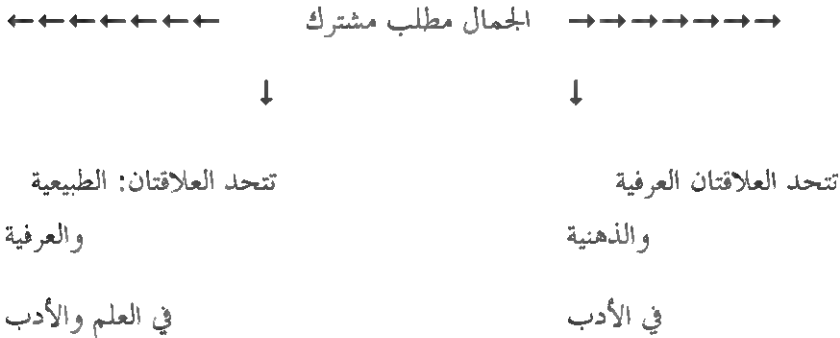 →→→→→→→ الجمال مطلب مشترك ←←←←←←←
↓ ↓
تتحد العلاقتان العرفية
والذهنية
في الأدب
تتحد العلاقتان: الطبيعية
والعرفية
في العلم والأدب